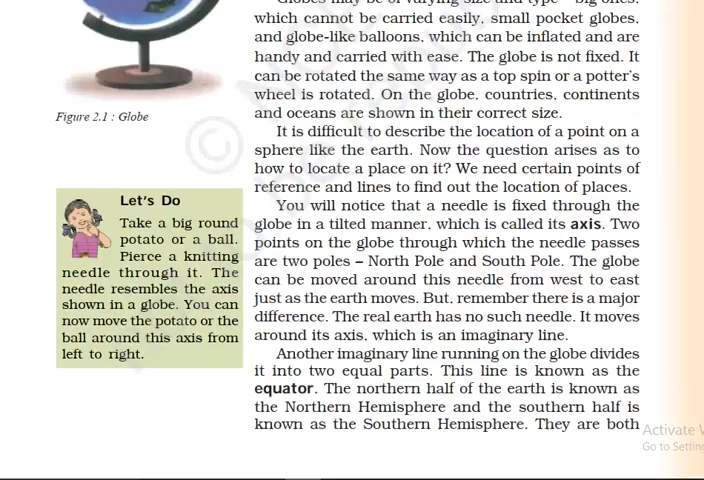 Globes may be of varying size and type – big ones,
which cannot be carried easily, small pocket globes,
and globe-like balloons, which can be inflated and are
handy and carried with ease. The globe is not fixed. It
can be rotated the same way as a top spin or a potter's
wheel is rotated. On the globe, countries, continents
and oceans are shown in their correct size.
It is difficult to describe the location of a point on a
sphere like the earth. Now the question arises as to
how to locate a place on it? We need certain points of
reference and lines to find out the location of places.
You will notice that a needle is fixed through the
globe in a tilted manner, which is called its axis. Two
points on the globe through which the needle passes
are two poles – North Pole and South Pole. The globe
can be moved around this needle from west to east
just as the earth moves. But, remember there is a major
difference. The real earth has no such needle. It moves
around its axis, which is an imaginary line.
Another imaginary line running on the globe divides
it into two equal parts. This line is known as the
equator. The northern half of the earth is known as
the Northern Hemisphere and the southern half is
known as the Southern Hemisphere. They are both
Figure 2.1 : Globe
Let's Do
Take a big round
potato or a ball.
Pierce a knitting
needle through it. The
needle resembles the axis
shown in a globe. You can
now move the potato or the
ball around this axis from
left to right.
Activate
Go to